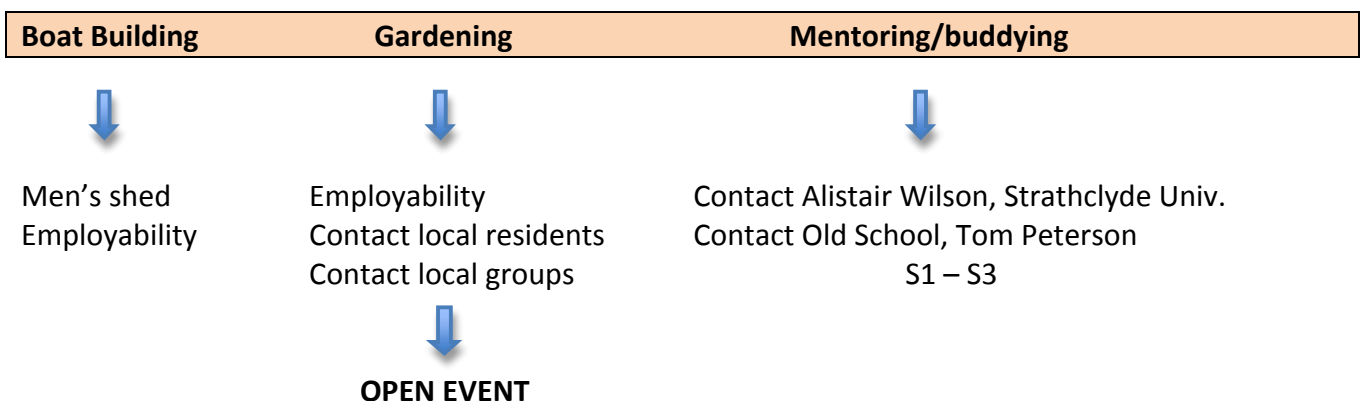 Boat Building Gardening Mentoring/buddying
Men's shed Employability Contact Alistair Wilson, Strathclyde Univ.
Employability Contact local residents Contact Old School, Tom Peterson
Contact local groups S1 – S3
OPEN EVENT